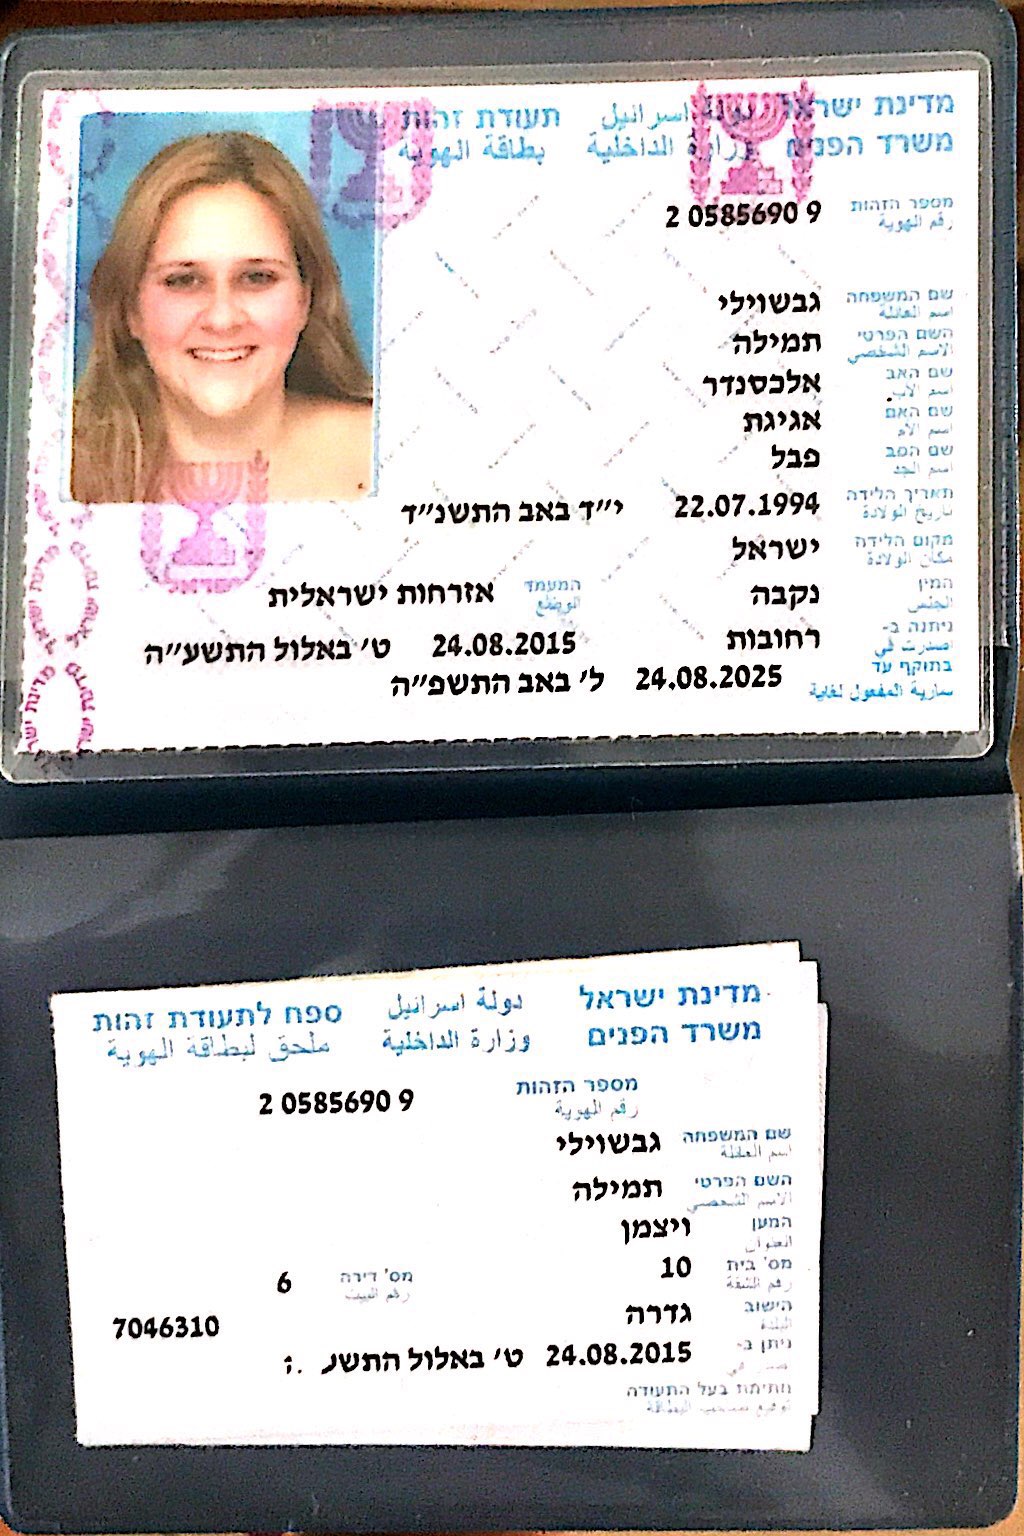 מדינת ישראל دولة اسرائيل תעודת זהות
משרד הפנים وزارة الداخلية بطاقة الهوية
מספר הזהות 2 0585690 9
رقم الهوية
שם המשפחה גבשוילי
اسم العائلة
השם הפרטי תמילה
الاسم الشخصي
שם האב אלכסנדר
اسم الاب
שם האם אגיגת
اسم الام
שם הסב פבל
اسم الجد
תאריך הלידה 22.07.1994 י״ד באב התשנ״ד
تاريخ الولادة
מקום הלידה ישראל
مكان الولادة
המין נקבה המעמד אזרחות ישראלית
الجنس الوضع
ניתנה ב- רחובות 24.08.2015 ט׳ באלול התשע״ה
اصدرت في
בתוקף עד 24.08.2025 ל׳ באב התשפ״ה
سارية المفعول لغاية
מדינת ישראל دولة اسرائيل ספח לתעודת זהות
משרד הפנים وزارة الداخلية ملحق لبطاقة الهوية
מספר הזהות 2 0585690 9
رقم الهوية
שם המשפחה גבשוילי
اسم العائلة
השם הפרטי תמילה
الاسم الشخصي
המען ויצמן
العنوان
מס' בית 10 מס' דירה 6
رقم الشقة رقم البيت
הישוב גדרה
البلدة 7046310
ניתן ב- 24.08.2015 ט׳ באלול
חתימת בעל התעודה
توقيع صاحب البطاقة